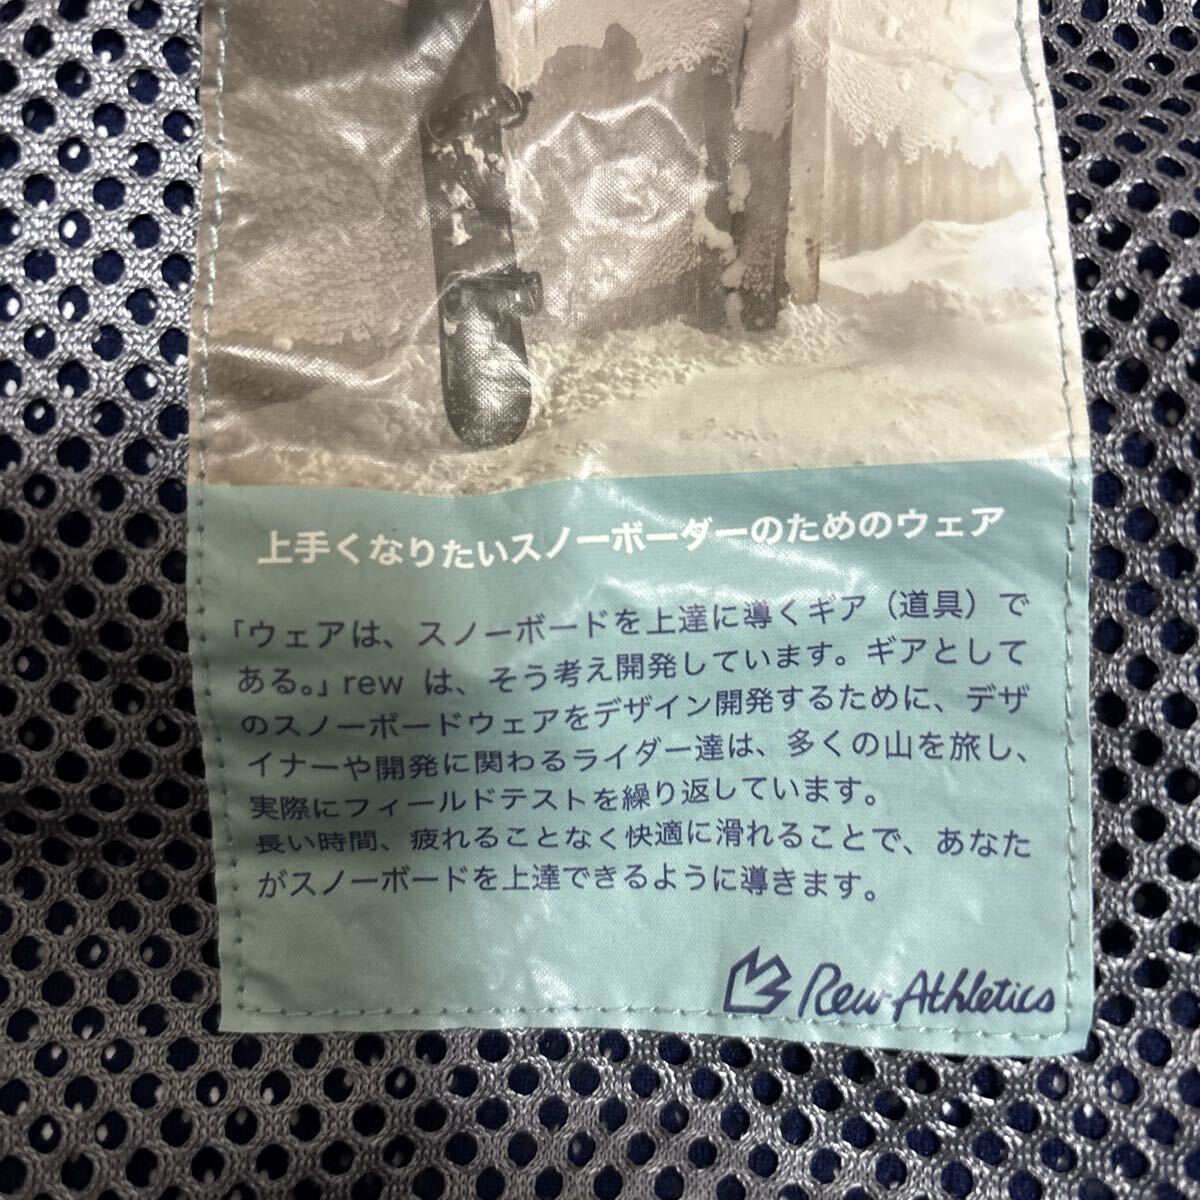 上手くなりたいスノーボーダーのためのウェア
「ウェアは、スノーボードを上達に導くギア（道具）で
ある。」rew は、そう考え開発しています。ギアとして
のスノーボードウェアをデザイン開発するために、デザ
イナーや開発に関わるライダー達は、多くの山を旅し、
実際にフィールドテストを繰り返しています。
長い時間、疲れることなく快適に滑れることで、あなた
がスノーボードを上達できるように導きます。
Rew-Athletics